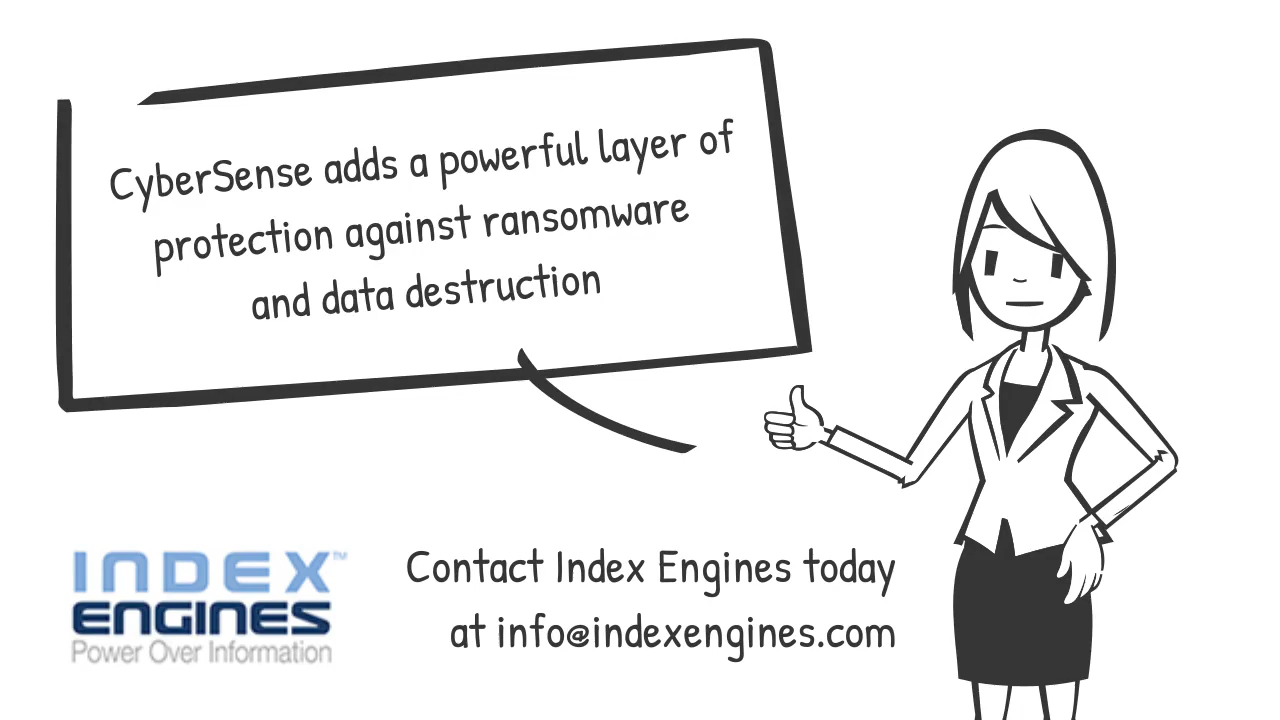 CyberSense adds a powerful layer of
protection against ransomware
and data destruction
INDEX™
ENGINES
Power Over Information
Contact Index Engines today
at info@indexengines.com